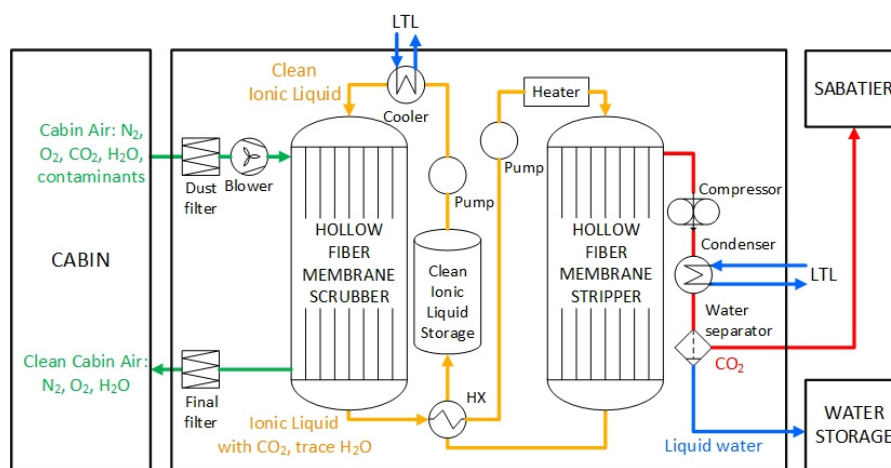 LTL
Clean
Ionic Liquid
Cooler
Heater
SABATIER
Cabin Air: N₂,
O₂, CO₂, H₂O,
contaminants
Dust
filter
Blower
Pump
Pump
Compressor
Condenser
LTL
CABIN
HOLLOW
FIBER
MEMBRANE
SCRUBBER
Clean
Ionic
Liquid
Storage
HOLLOW
FIBER
MEMBRANE
STRIPPER
Water
separator
CO₂
Clean Cabin Air:
N₂, O₂, H₂O
Final
filter
HX
Ionic Liquid
with CO₂, trace H₂O
Liquid water
WATER
STORAGE